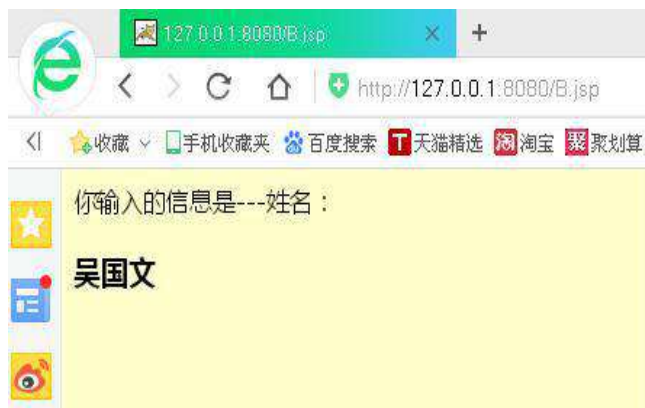 127.0.0.1:8080/B.jsp
http://127.0.0.1:8080/B.jsp
收藏 手机收藏夹 百度搜索 天猫精选 淘宝 聚划算
你输入的信息是---姓名：
吴国文